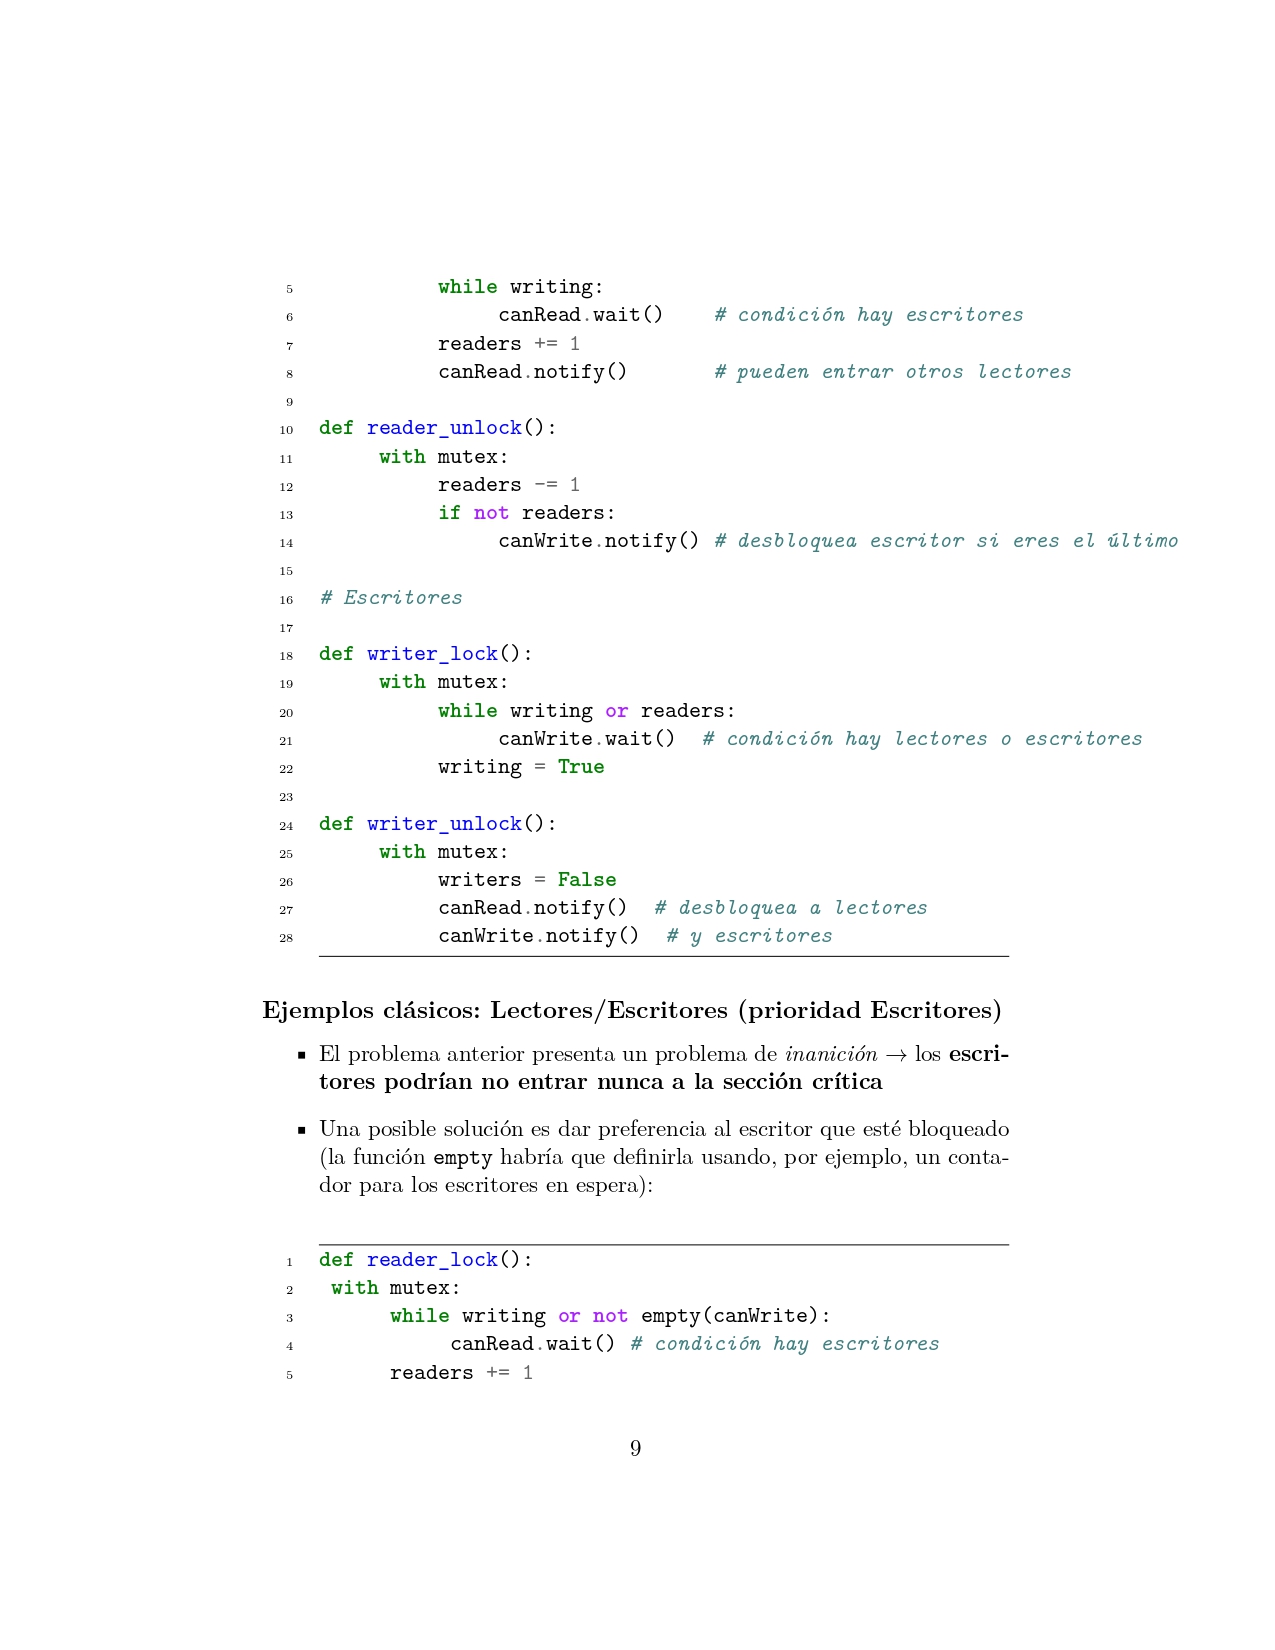 5 while writing:
6 canRead.wait() # condición hay escritores
7 readers += 1
8 canRead.notify() # pueden entrar otros lectores
9
10 def reader_unlock():
11 with mutex:
12 readers -= 1
13 if not readers:
14 canWrite.notify() # desbloquea escritor si eres el último
15
16 # Escritores
17
18 def writer_lock():
19 with mutex:
20 while writing or readers:
21 canWrite.wait() # condición hay lectores o escritores
22 writing = True
23
24 def writer_unlock():
25 with mutex:
26 writers = False
27 canRead.notify() # desbloquea a lectores
28 canWrite.notify() # y escritores
Ejemplos clásicos: Lectores/Escritores (prioridad Escritores)
▪ El problema anterior presenta un problema de inanición → los escri-
tores podrían no entrar nunca a la sección crítica
▪ Una posible solución es dar preferencia al escritor que esté bloqueado
(la función empty habría que definirla usando, por ejemplo, un conta-
dor para los escritores en espera):
1 def reader_lock():
2 with mutex:
3 while writing or not empty(canWrite):
4 canRead.wait() # condición hay escritores
5 readers += 1
9